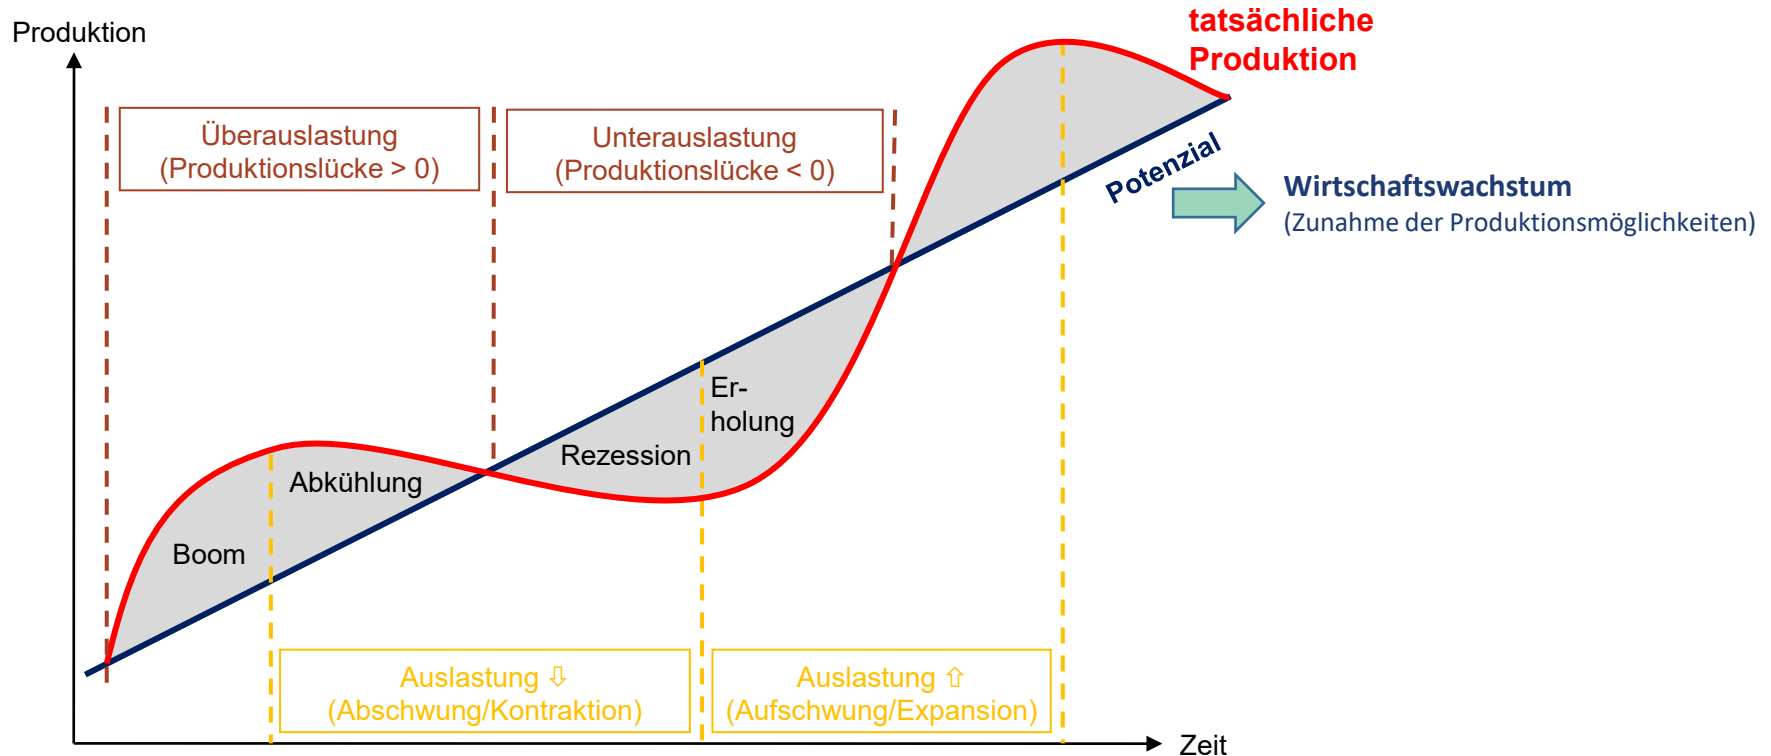 Produktion
tatsächliche
Produktion
Überauslastung
(Produktionslücke > 0)
Unterauslastung
(Produktionslücke < 0)
Potenzial
Wirtschaftswachstum
(Zunahme der Produktionsmöglichkeiten)
Er-
holung
Rezession
Abkühlung
Boom
Auslastung ⇩
(Abschwung/Kontraktion)
Auslastung ⇧
(Aufschwung/Expansion)
Zeit